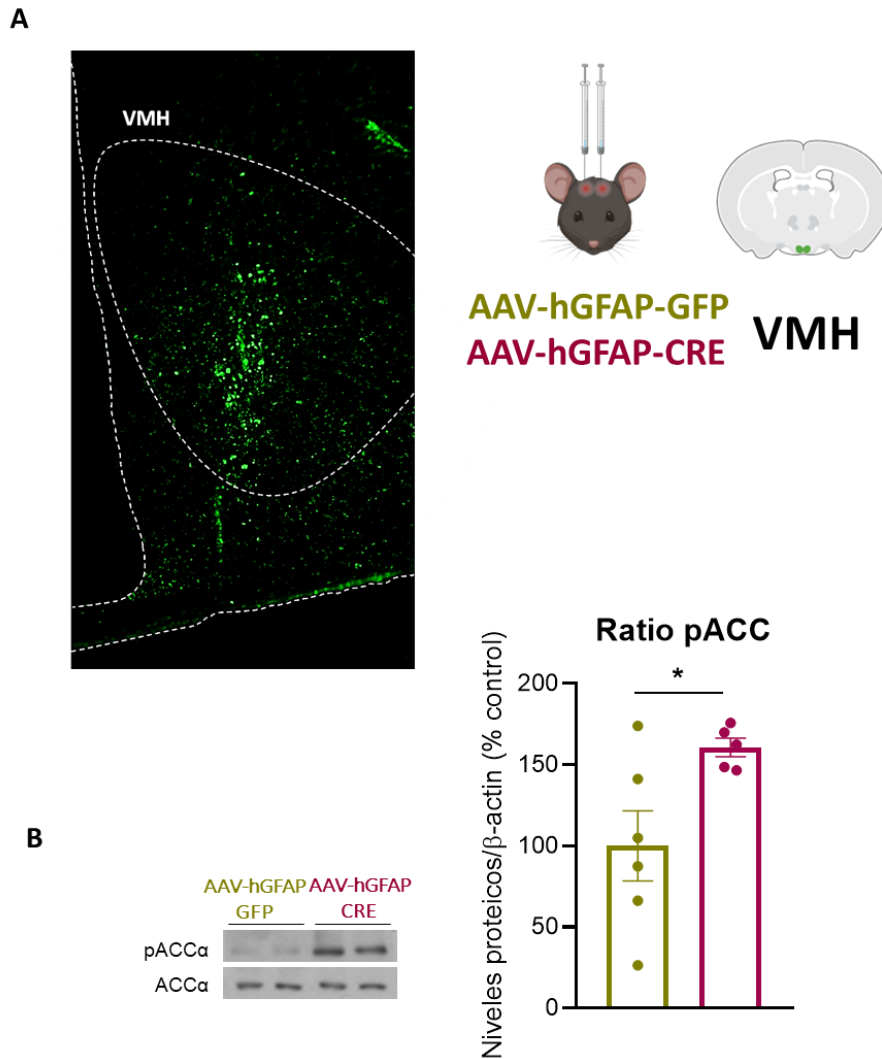 A
VMH
AAV-hGFAP-GFP
AAV-hGFAP-CRE
VMH
B
AAV-hGFAP
GFP
AAV-hGFAP
CRE
pACCα
ACCα
Ratio pACC
Niveles proteicos/β-actin (% control)
*
200
150
100
50
0